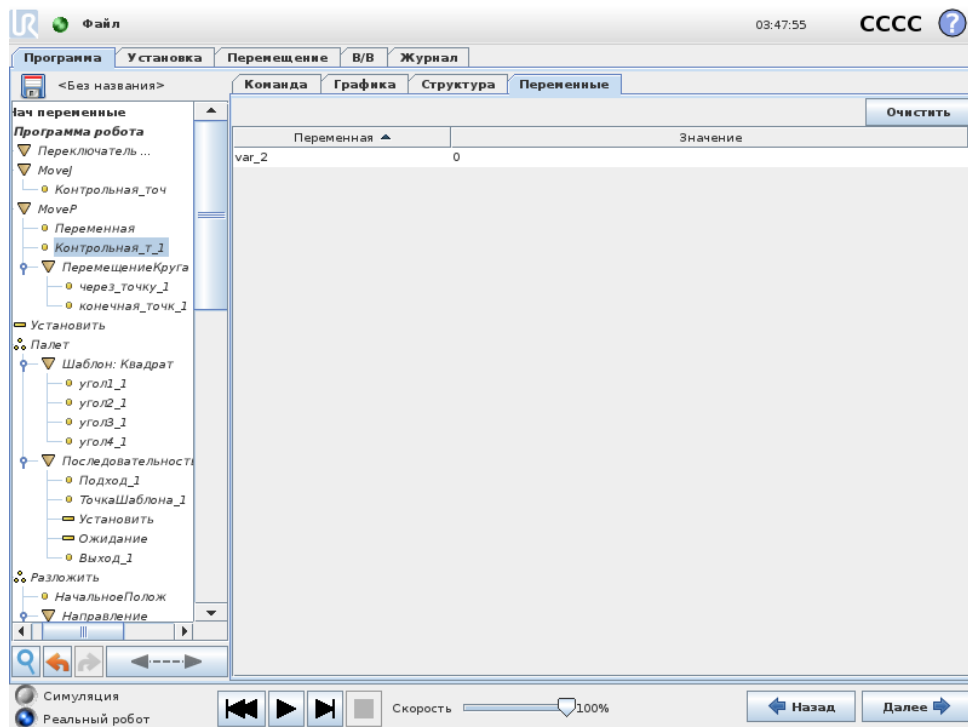 Файл
03:47:55
CCCC
?
Программа Установка Перемещение В/В Журнал
<Без названия>
Команда Графика Структура Переменные
Нач переменные
Программа робота
Переключатель ...
MoveJ
Контрольная_точ
MoveP
Переменная
Контрольная_т_1
ПеремещениеКруга
через_точку_1
конечная_точк_1
Установить
Палет
Шаблон: Квадрат
угол1_1
угол2_1
угол3_1
угол4_1
Последовательность
Подход_1
ТочкаШаблона_1
Установить
Ожидание
Выход_1
Разложить
НачальноеПолож
Направление
Очистить
Переменная Значение
var_2 0
Симуляция
Реальный робот
Скорость 100%
Назад
Далее